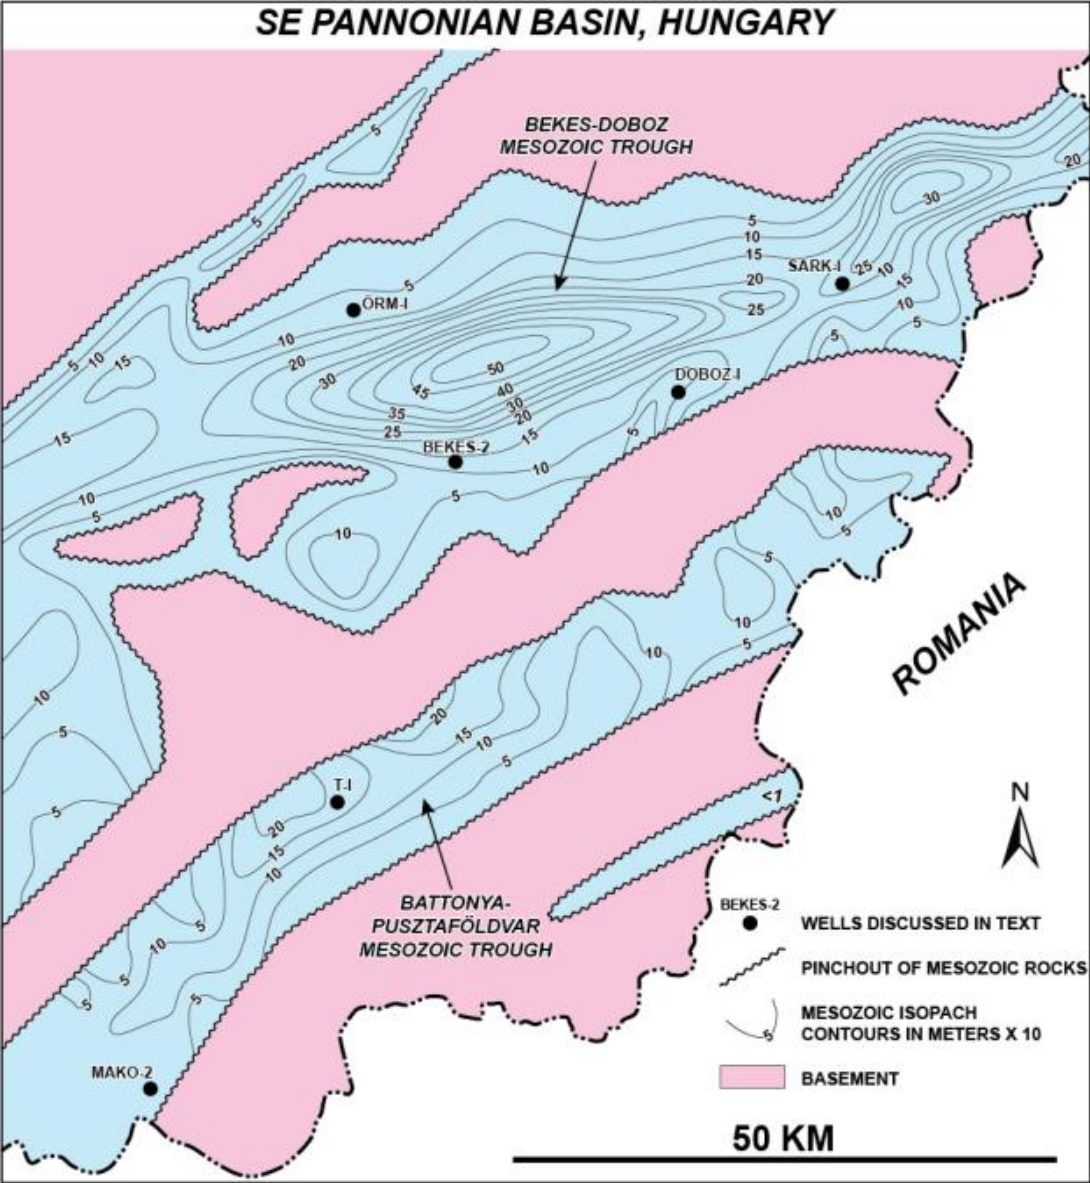 SE PANNONIAN BASIN, HUNGARY
BEKES-DOBOZ
MESOZOIC TROUGH
5
5
20
30
5
10
15
20
25
SARK-I
25
10
15
10
5
5
5
ÖRM-I
10
20
30
5
10
15
50
45
40
30
20
35
25
15
DOBOZ-I
5
15
BEKES-2
10
5
10
5
10
10
5
5
10
5
10
5
10
5
10
20
15
10
5
T-I
20
15
10
5
5
10
5
5
5
<1
ROMANIA
BATTONYA-
PUSZTAFÖLDVAR
MESOZOIC TROUGH
MAKO-2
N
BEKES-2
WELLS DISCUSSED IN TEXT
PINCHOUT OF MESOZOIC ROCKS
5
MESOZOIC ISOPACH
CONTOURS IN METERS X 10
BASEMENT
50 KM